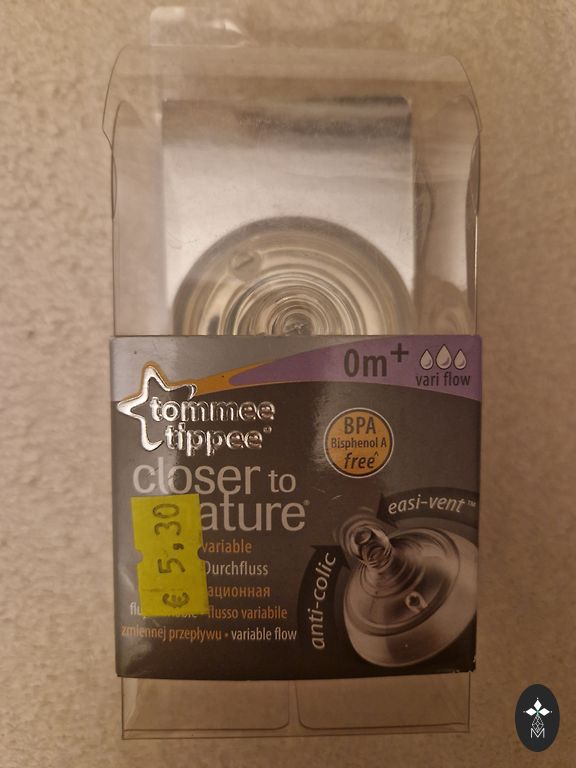 0m+
vari flow
tommee
tippee®
BPA
Bisphenol A
free^
closer to
ature®
easi-vent™
€ 5,30
variable
Durchfluss
ационная
anti-colic
flusso variabile
zmiennej przepływu • variable flow
M